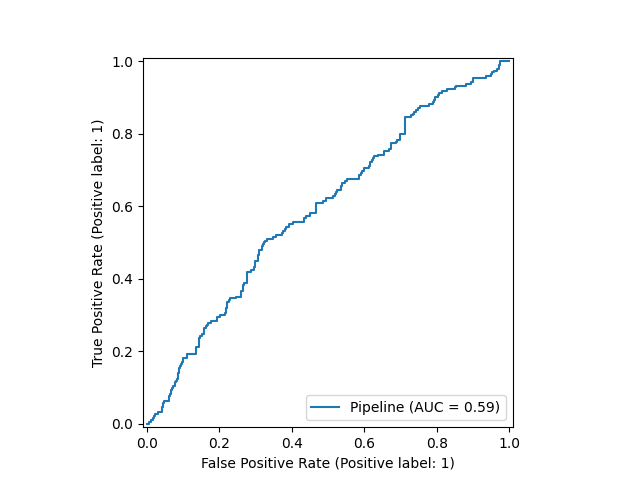 1.0
0.8
0.6
0.4
0.2
0.0
True Positive Rate (Positive label: 1)
Pipeline (AUC = 0.59)
0.0 0.2 0.4 0.6 0.8 1.0
False Positive Rate (Positive label: 1)